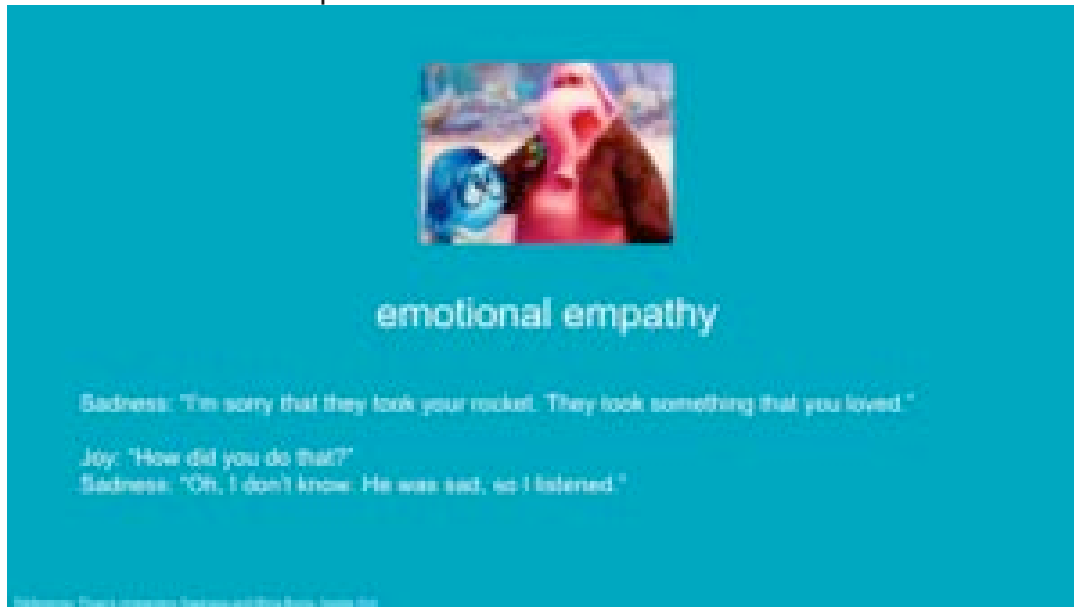 emotional empathy
Sadness: "I'm sorry that they took your rocket. They took something that you loved."
Joy: "How did you do that?"
Sadness: "Oh, I don't know. He was sad, so I listened."